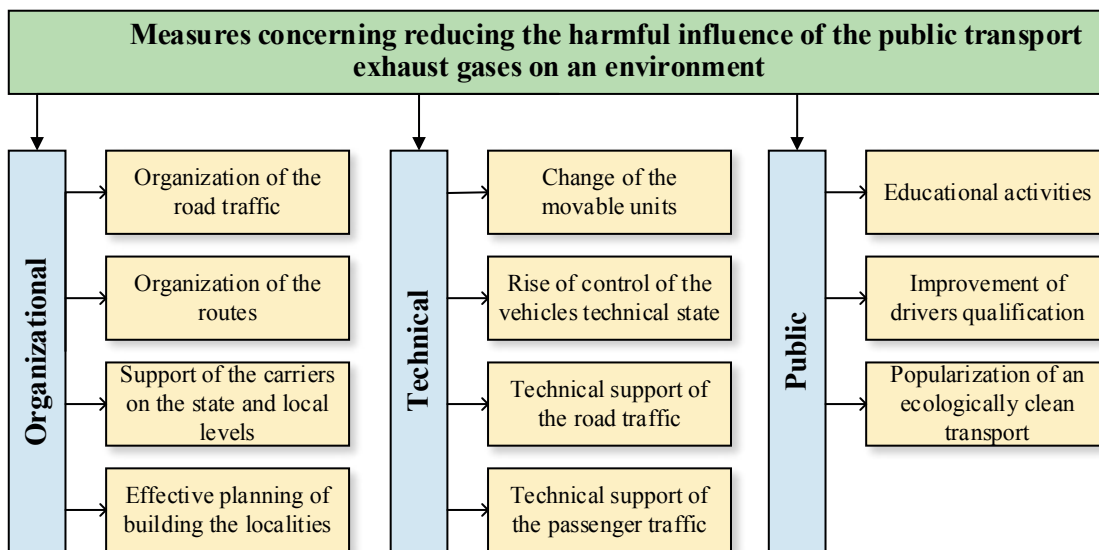 Measures concerning reducing the harmful influence of the public transport
exhaust gases on an environment
Organizational
Organization of the
road traffic
Organization of the
routes
Support of the carriers
on the state and local
levels
Effective planning of
building the localities
Technical
Change of the
movable units
Rise of control of the
vehicles technical state
Technical support of
the road traffic
Technical support of
the passenger traffic
Public
Educational activities
Improvement of
drivers qualification
Popularization of an
ecologically clean
transport